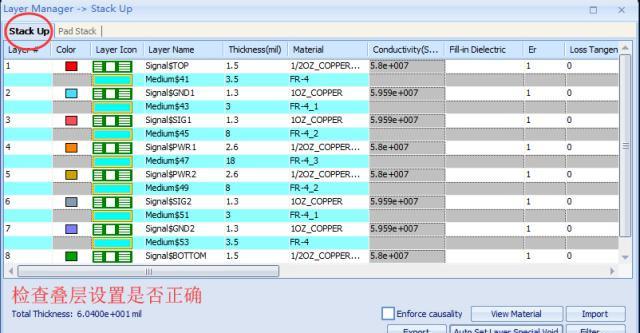 Layer Manager -> Stack Up
Stack Up Pad Stack
Layer # Color Layer Icon Layer Name Thickness(mil) Material Conductivity(S... Fill-in Dielectric Er Loss Tangen
1 Signal$TOP 1.5 1/2OZ_COPPER... 5.8e+007 1 0
Medium$41 3.5 FR-4
2 Signal$GND1 1.3 1OZ_COPPER 5.959e+007 1 0
Medium$43 3 FR-4_1
3 Signal$SIG1 1.3 1OZ_COPPER 5.959e+007 1 0
Medium$45 8 FR-4_2
4 Signal$PWR1 2.6 1/2OZ_COPPER... 5.8e+007 1 0
Medium$47 18 FR-4_3
5 Signal$PWR2 2.6 1/2OZ_COPPER... 5.8e+007 1 0
Medium$49 8 FR-4_2
6 Signal$SIG2 1.3 1OZ_COPPER 5.959e+007 1 0
Medium$51 3 FR-4_1
7 Signal$GND2 1.3 1OZ_COPPER 5.959e+007 1 0
Medium$53 3.5 FR-4
8 Signal$BOTTOM 1.5 1/2OZ_COPPER... 5.8e+007 1 0
检查叠层设置是否正确
Total Thickness: 6.0400e+001 mil
Enforce causality View Material Import
Export Auto Set Layer Special Void Filter